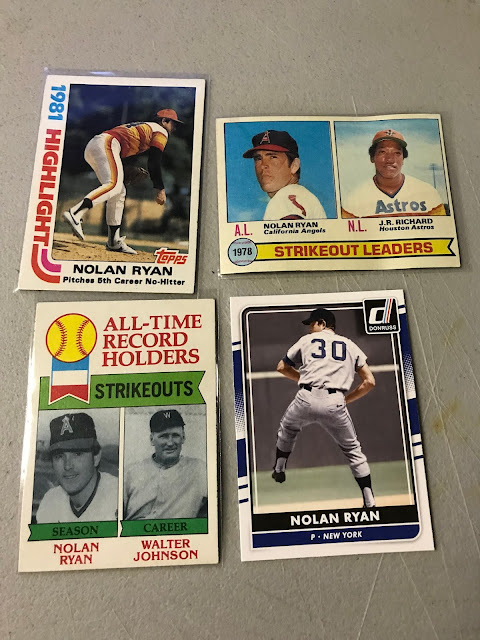 1981 HIGHLIGHT
Topps
NOLAN RYAN
Pitches 5th Career No-Hitter
A
Astros
A.L.
NOLAN RYAN
California Angels
N.L.
J.R. RICHARD
Houston Astros
1978
STRIKEOUT LEADERS
ALL-TIME
RECORD
HOLDERS
STRIKEOUTS
A
W
SEASON
CAREER
NOLAN
RYAN
WALTER
JOHNSON
DONRUSS
30
NOLAN RYAN
P · NEW YORK